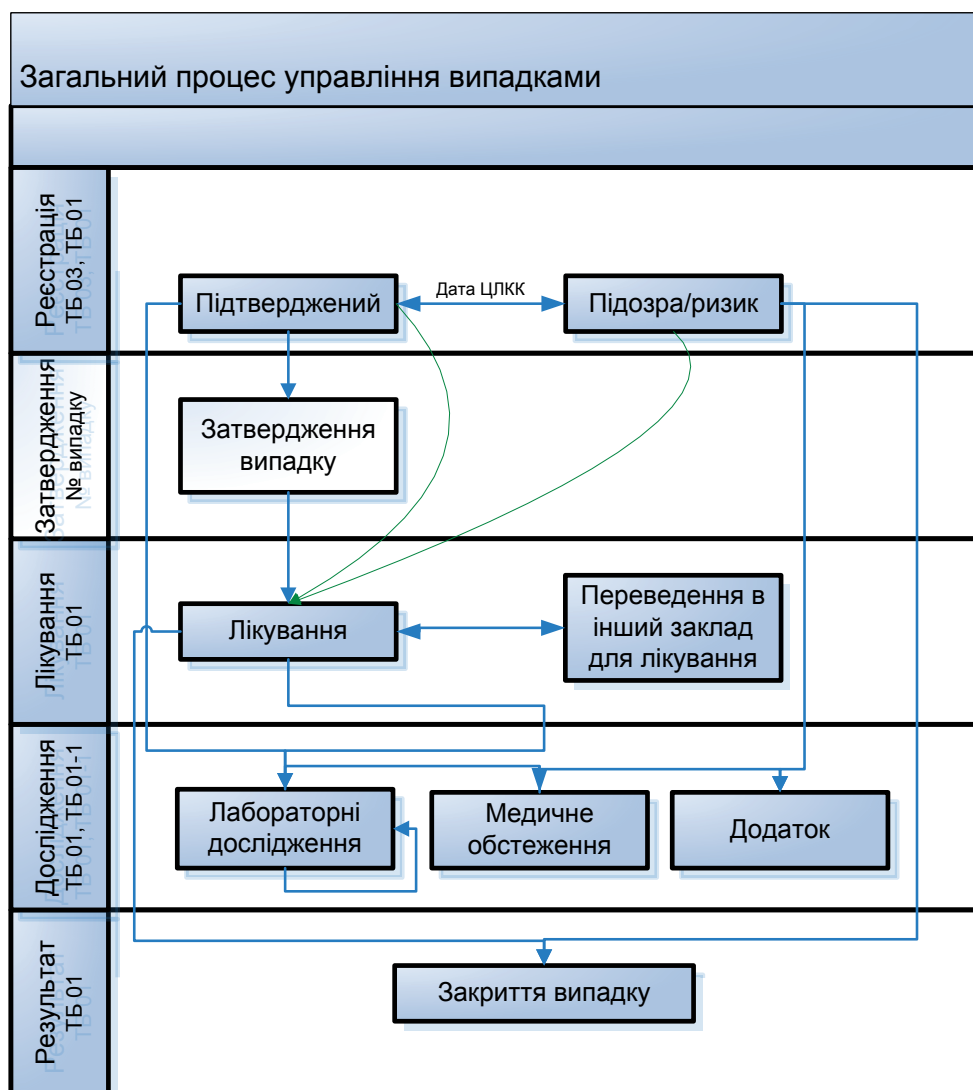 Загальний процес управління випадками
Реєстрація
ТБ 03, ТБ 01
Підтверджений
Дата ЦЛКК
Підозра/ризик
Затвердження
№ випадку
Затвердження
випадку
Лікування
ТБ 01
Лікування
Переведення в
інший заклад
для лікування
Дослідження
ТБ 01, ТБ 01-1
Лабораторні
дослідження
Медичне
обстеження
Додаток
Результат
ТБ 01
Закриття випадку